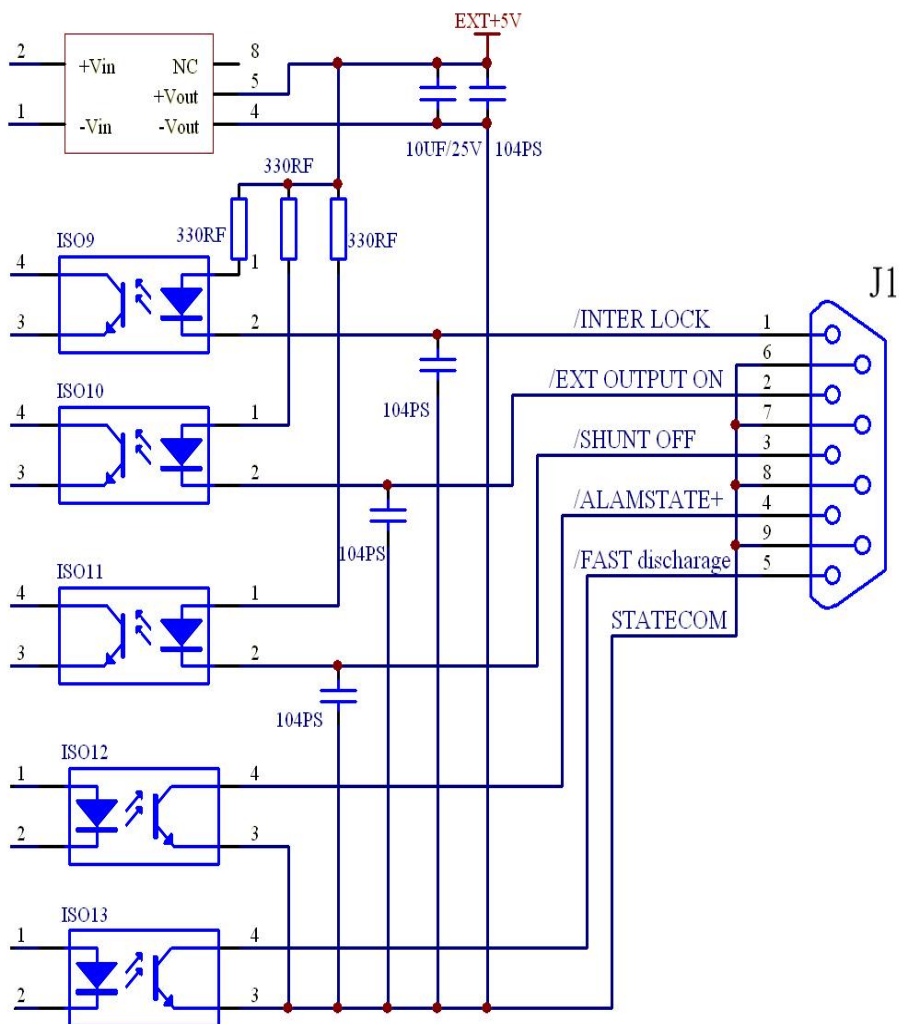 EXT+5V
2 +Vin NC 8
+Vout 5
1 -Vin -Vout 4
10UF/25V 104PS
330RF
330RF 330RF
ISO9
4 1
3 2
/INTER LOCK 1
J1
6
/EXT OUTPUT ON 2
104PS
ISO10
4 1
7
/SHUNT OFF 3
3 2
8
/ALAMSTATE+ 4
104PS
9
/FAST discharage 5
ISO11
4 1
STATECOM
3 2
104PS
ISO12
1 4
2 3
ISO13
1 4
2 3